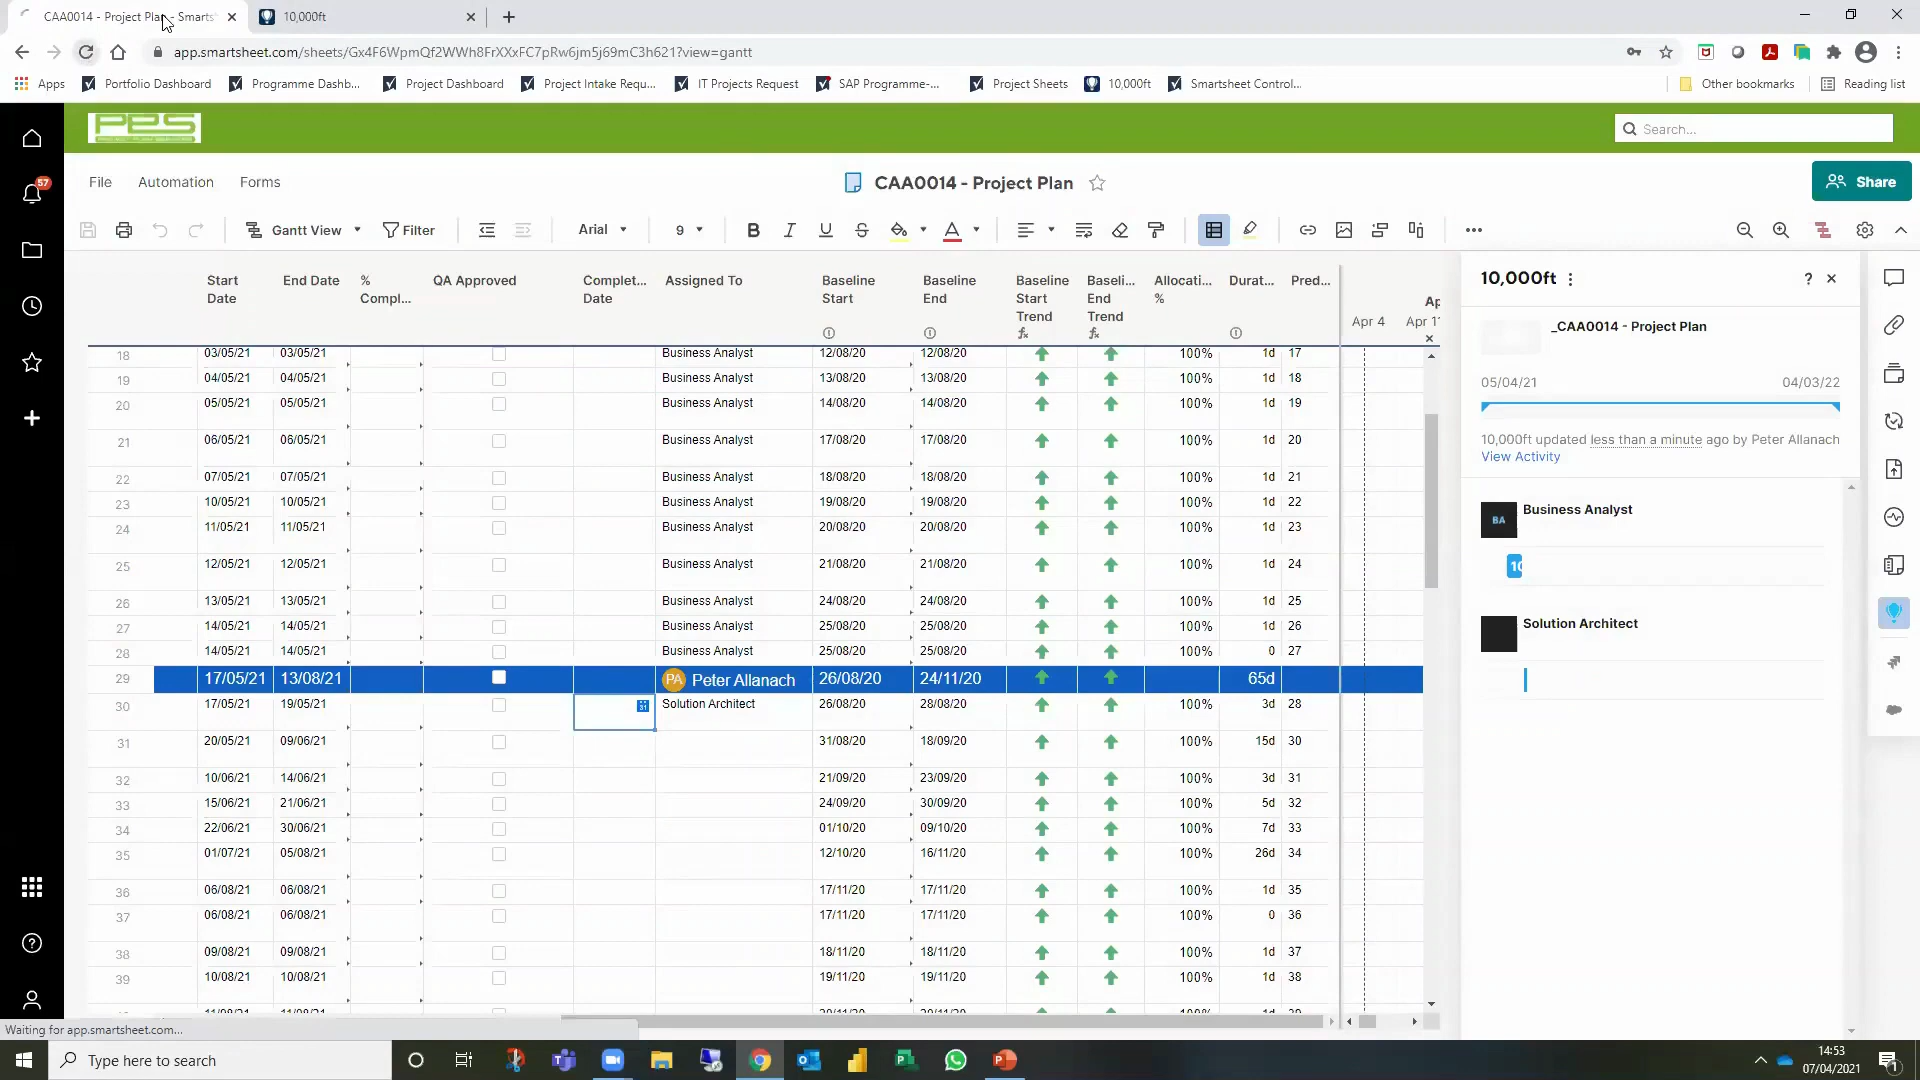 CAA0014 - Project Plan - Smarts
10,000ft
app.smartsheet.com/sheets/Gx4F6WpmQf2WWh8FrXXxFC7pRw6jm5j69mC3h621?view=gantt
Apps Portfolio Dashboard Programme Dashb... Project Dashboard Project Intake Requ... IT Projects Request SAP Programme-... Project Sheets 10,000ft Smartsheet Control... Other bookmarks Reading list
PES
Search...
57
File Automation Forms
CAA0014 - Project Plan
Share
Gantt View Filter Arial 9 B I U S A
Start Date End Date % Compl... QA Approved Complet... Date Assigned To Baseline Start Baseline End Baseline Start Trend Baseli... End Trend Allocati... % Durat... Pred...
Ap
Apr 4 Apr 11
18 03/05/21 03/05/21 Business Analyst 12/08/20 12/08/20 100% 1d 17
19 04/05/21 04/05/21 Business Analyst 13/08/20 13/08/20 100% 1d 18
20 05/05/21 05/05/21 Business Analyst 14/08/20 14/08/20 100% 1d 19
21 06/05/21 06/05/21 Business Analyst 17/08/20 17/08/20 100% 1d 20
22 07/05/21 07/05/21 Business Analyst 18/08/20 18/08/20 100% 1d 21
23 10/05/21 10/05/21 Business Analyst 19/08/20 19/08/20 100% 1d 22
24 11/05/21 11/05/21 Business Analyst 20/08/20 20/08/20 100% 1d 23
25 12/05/21 12/05/21 Business Analyst 21/08/20 21/08/20 100% 1d 24
26 13/05/21 13/05/21 Business Analyst 24/08/20 24/08/20 100% 1d 25
27 14/05/21 14/05/21 Business Analyst 25/08/20 25/08/20 100% 1d 26
28 14/05/21 14/05/21 Business Analyst 25/08/20 25/08/20 100% 0 27
29 17/05/21 13/08/21 PA Peter Allanach 26/08/20 24/11/20 65d
30 17/05/21 19/05/21 31 Solution Architect 26/08/20 28/08/20 100% 3d 28
31 20/05/21 09/06/21 31/08/20 18/09/20 100% 15d 30
32 10/06/21 14/06/21 21/09/20 23/09/20 100% 3d 31
33 15/06/21 21/06/21 24/09/20 30/09/20 100% 5d 32
34 22/06/21 30/06/21 01/10/20 09/10/20 100% 7d 33
35 01/07/21 05/08/21 12/10/20 16/11/20 100% 26d 34
36 06/08/21 06/08/21 17/11/20 17/11/20 100% 1d 35
37 06/08/21 06/08/21 17/11/20 17/11/20 100% 0 36
38 09/08/21 09/08/21 18/11/20 18/11/20 100% 1d 37
39 10/08/21 10/08/21 19/11/20 19/11/20 100% 1d 38
10,000ft
_CAA0014 - Project Plan
05/04/21 04/03/22
10,000ft updated less than a minute ago by Peter Allanach
View Activity
BA Business Analyst
10
Solution Architect
Waiting for app.smartsheet.com...
Type here to search
14:53
07/04/2021